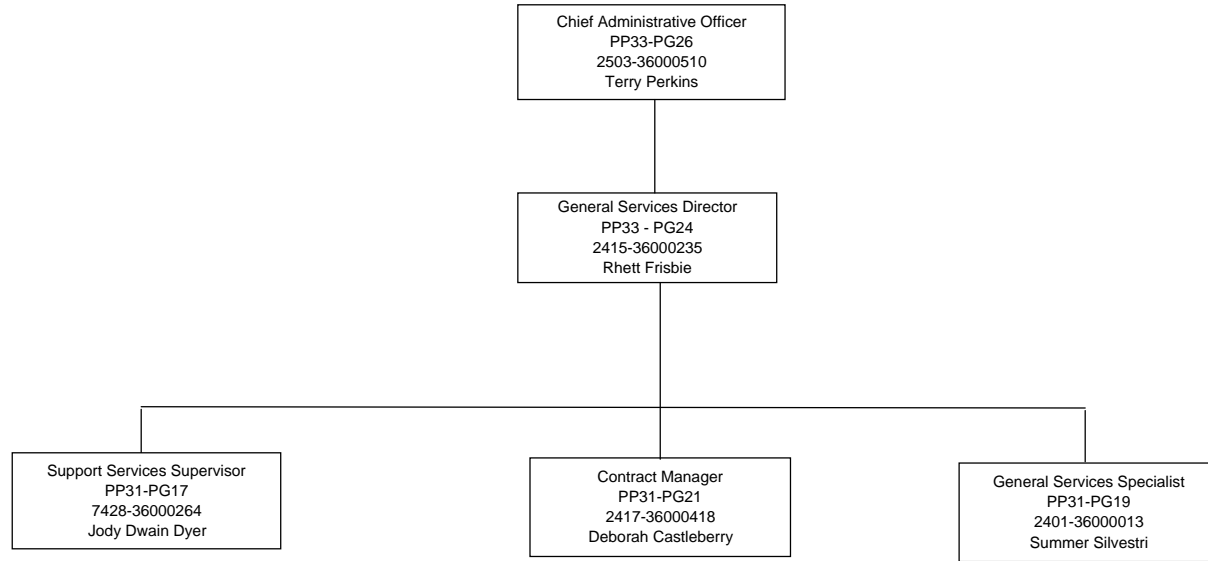 Chief Administrative Officer
PP33-PG26
2503-36000510
Terry Perkins
General Services Director
PP33 - PG24
2415-36000235
Rhett Frisbie
Support Services Supervisor
PP31-PG17
7428-36000264
Jody Dwain Dyer
Contract Manager
PP31-PG21
2417-36000418
Deborah Castleberry
General Services Specialist
PP31-PG19
2401-36000013
Summer Silvestri